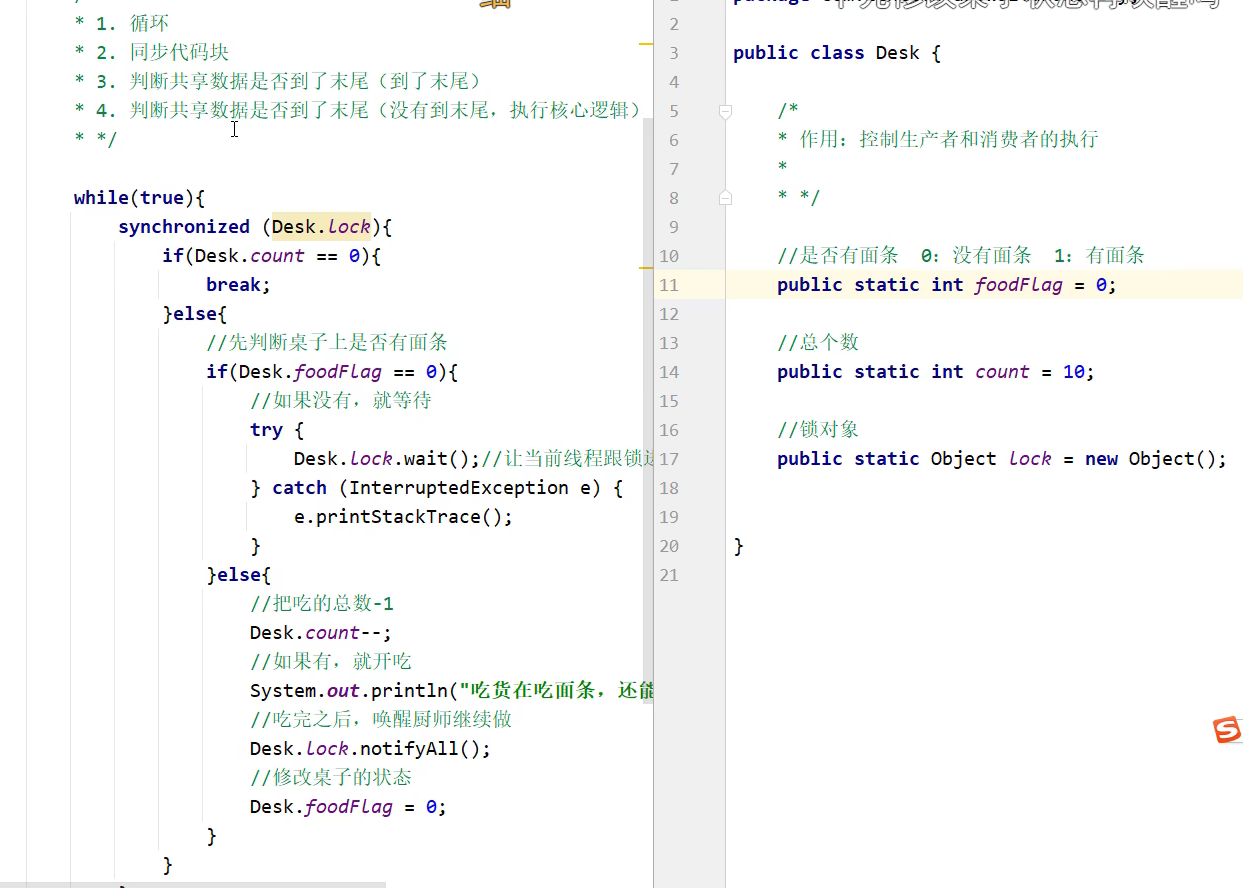 * 1. 循环
* 2. 同步代码块
* 3. 判断共享数据是否到了末尾（到了末尾）
* 4. 判断共享数据是否到了末尾（没有到末尾，执行核心逻辑）
* */
while(true){
synchronized (Desk.lock){
if(Desk.count == 0){
break;
}else{
//先判断桌子上是否有面条
if(Desk.foodFlag == 0){
//如果没有，就等待
try {
Desk.lock.wait();//让当前线程跟锁
} catch (InterruptedException e) {
e.printStackTrace();
}
}else{
//把吃的总数-1
Desk.count--;
//如果有，就开吃
System.out.println("吃货在吃面条，还能
//吃完之后，唤醒厨师继续做
Desk.lock.notifyAll();
//修改桌子的状态
Desk.foodFlag = 0;
}
}
2
3 public class Desk {
4
5 /*
6 * 作用：控制生产者和消费者的执行
7 *
8 * */
9
10 //是否有面条 0：没有面条 1：有面条
11 public static int foodFlag = 0;
12
13 //总个数
14 public static int count = 10;
15
16 //锁对象
17 public static Object lock = new Object();
18
19
20 }
21
S